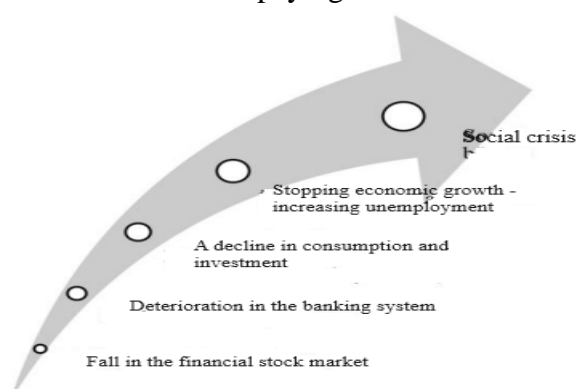 Social crisis
Stopping economic growth -
increasing unemployment
A decline in consumption and
investment
Deterioration in the banking system
Fall in the financial stock market